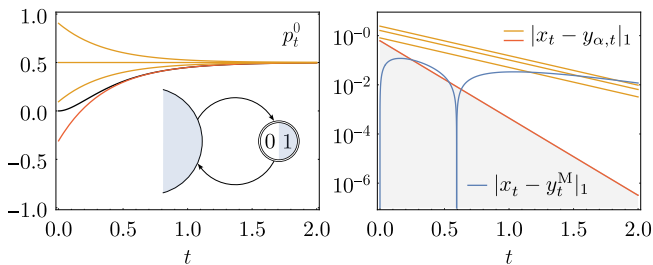 1.0
0.5
0.0
−0.5
−1.0
p_t^0
0 1
0.0 0.5 1.0 1.5 2.0
t
10^{-0}
10^{-2}
10^{-4}
10^{-6}
|x_t − y_{α,t}|_1
|x_t − y_t^M|_1
0.0 0.5 1.0 1.5 2.0
t